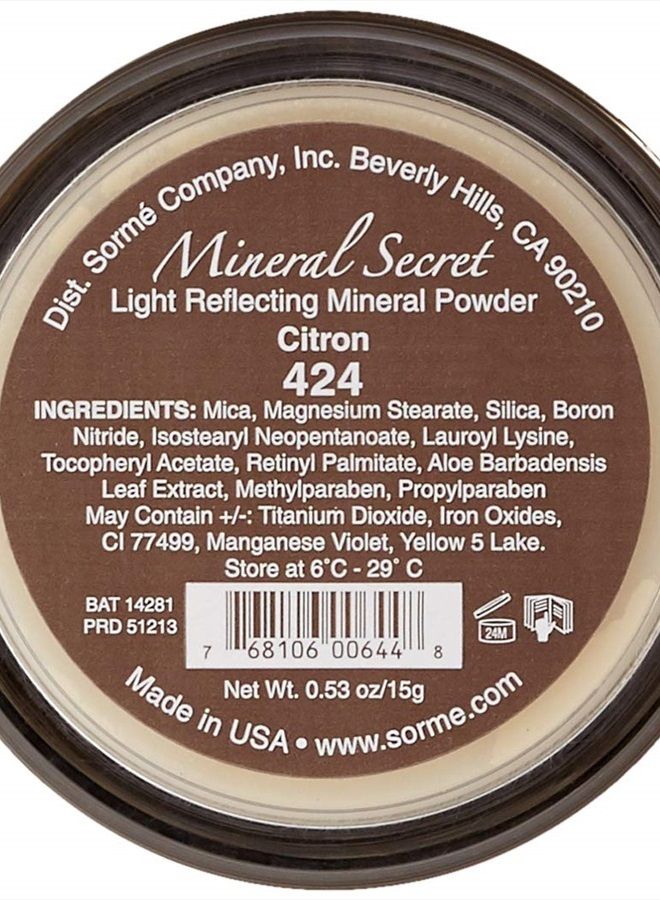 Dist. Sormé Company, Inc. Beverly Hills, CA 90210
Mineral Secret
Light Reflecting Mineral Powder
Citron
424
INGREDIENTS: Mica, Magnesium Stearate, Silica, Boron
Nitride, Isostearyl Neopentanoate, Lauroyl Lysine,
Tocopheryl Acetate, Retinyl Palmitate, Aloe Barbadensis
Leaf Extract, Methylparaben, Propylparaben
May Contain +/-: Titanium Dioxide, Iron Oxides,
CI 77499, Manganese Violet, Yellow 5 Lake.
Store at 6°C - 29° C
BAT 14281
PRD 51213
7 68106 00644 8
24M
Net Wt. 0.53 oz/15g
Made in USA • www.sorme.com